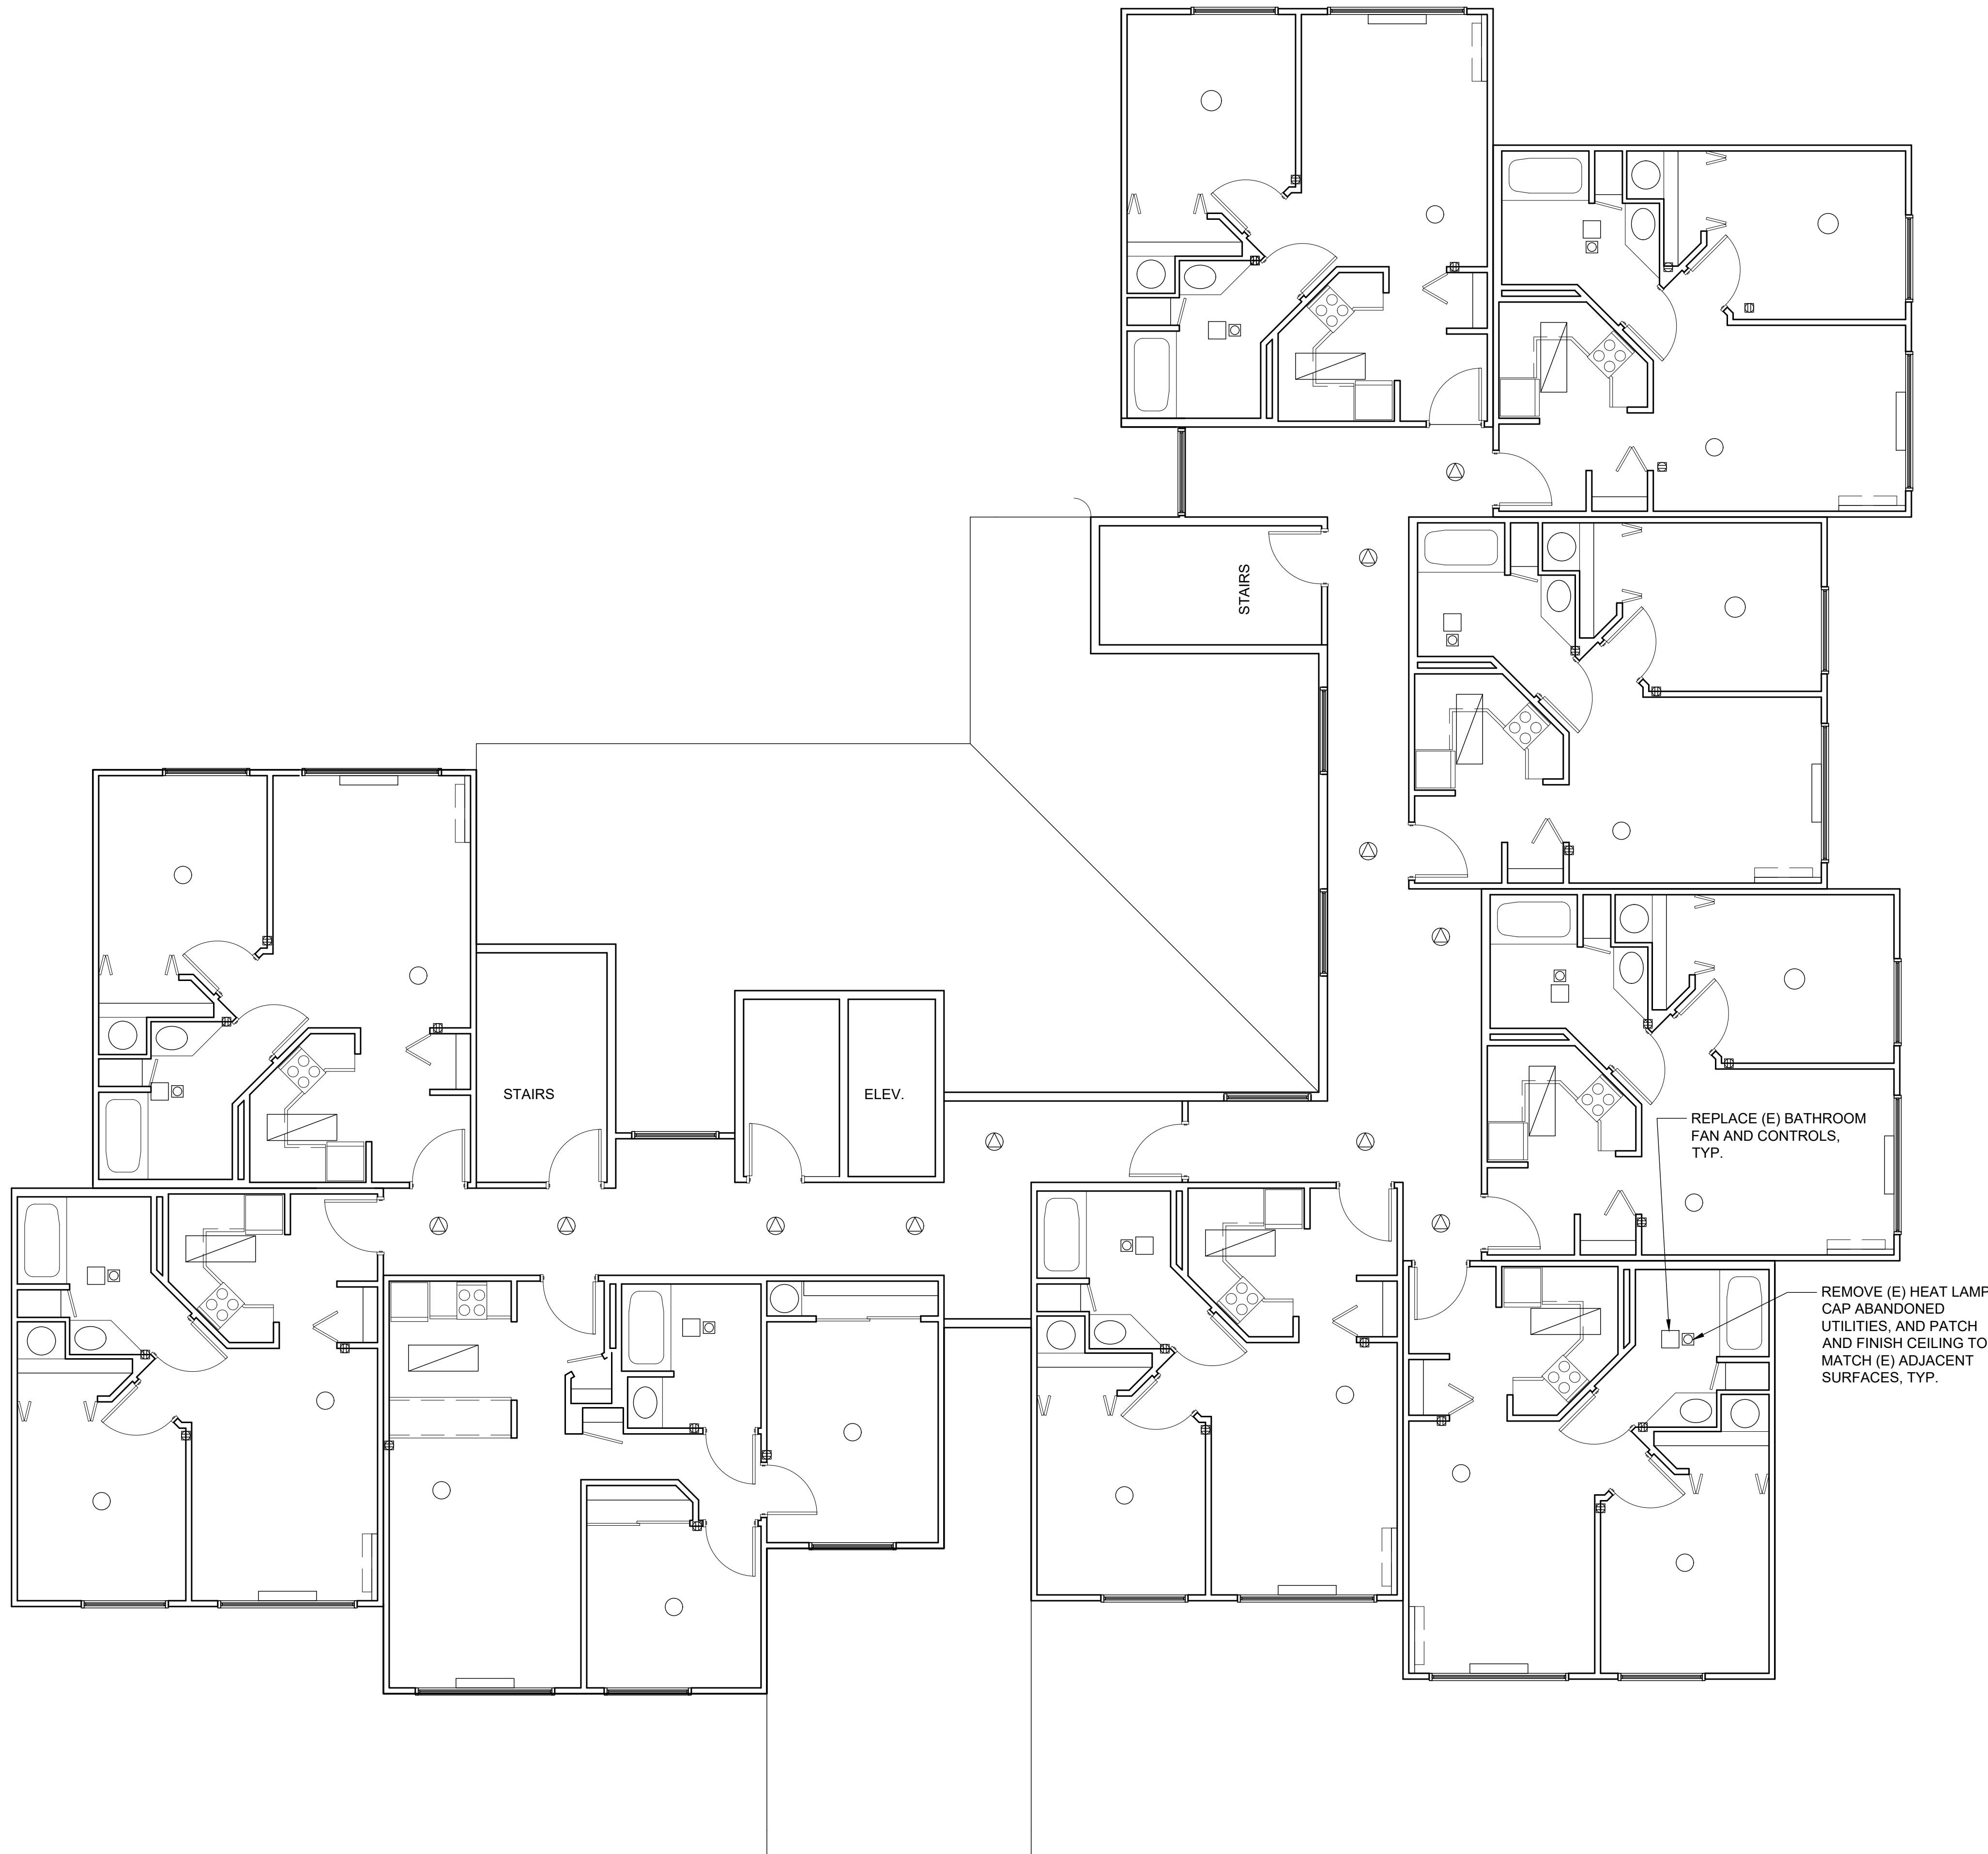 STAIRS
STAIRS
ELEV.
REPLACE (E) BATHROOM
FAN AND CONTROLS,
TYP.
REMOVE (E) HEAT LAMP
CAP ABANDONED
UTILITIES, AND PATCH
AND FINISH CEILING TO
MATCH (E) ADJACENT
SURFACES, TYP.